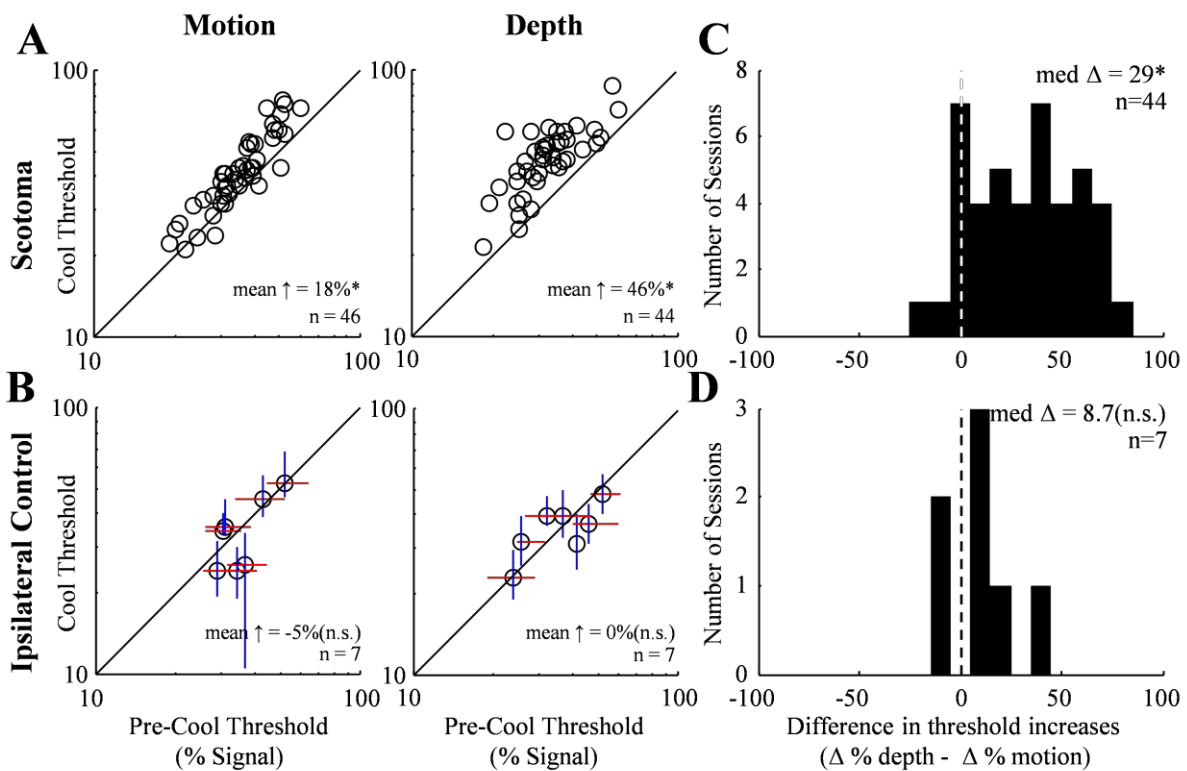 Motion
Depth
A
C
Scotoma
Cool Threshold
100
10
10
100
mean ↑ = 18%*
n = 46
100
10
10
100
mean ↑ = 46%*
n = 44
Number of Sessions
8
6
4
2
0
-100
-50
0
50
100
med Δ = 29*
n=44
B
D
Ipsilateral Control
Cool Threshold
100
10
10
100
mean ↑ = -5%(n.s.)
n = 7
Pre-Cool Threshold
(% Signal)
100
10
10
100
mean ↑ = 0%(n.s.)
n = 7
Pre-Cool Threshold
(% Signal)
Number of Sessions
3
2
1
0
-100
-50
0
50
100
med Δ = 8.7(n.s.)
n=7
Difference in threshold increases
(Δ % depth - Δ % motion)